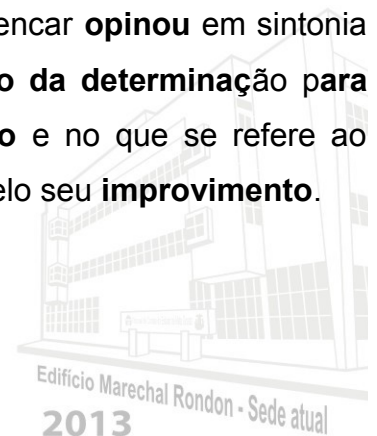 encar opinou em sintonia
o da determinação para
o e no que se refere ao
elo seu improvimento.
Edifício Marechal Rondon - Sede atual
2013